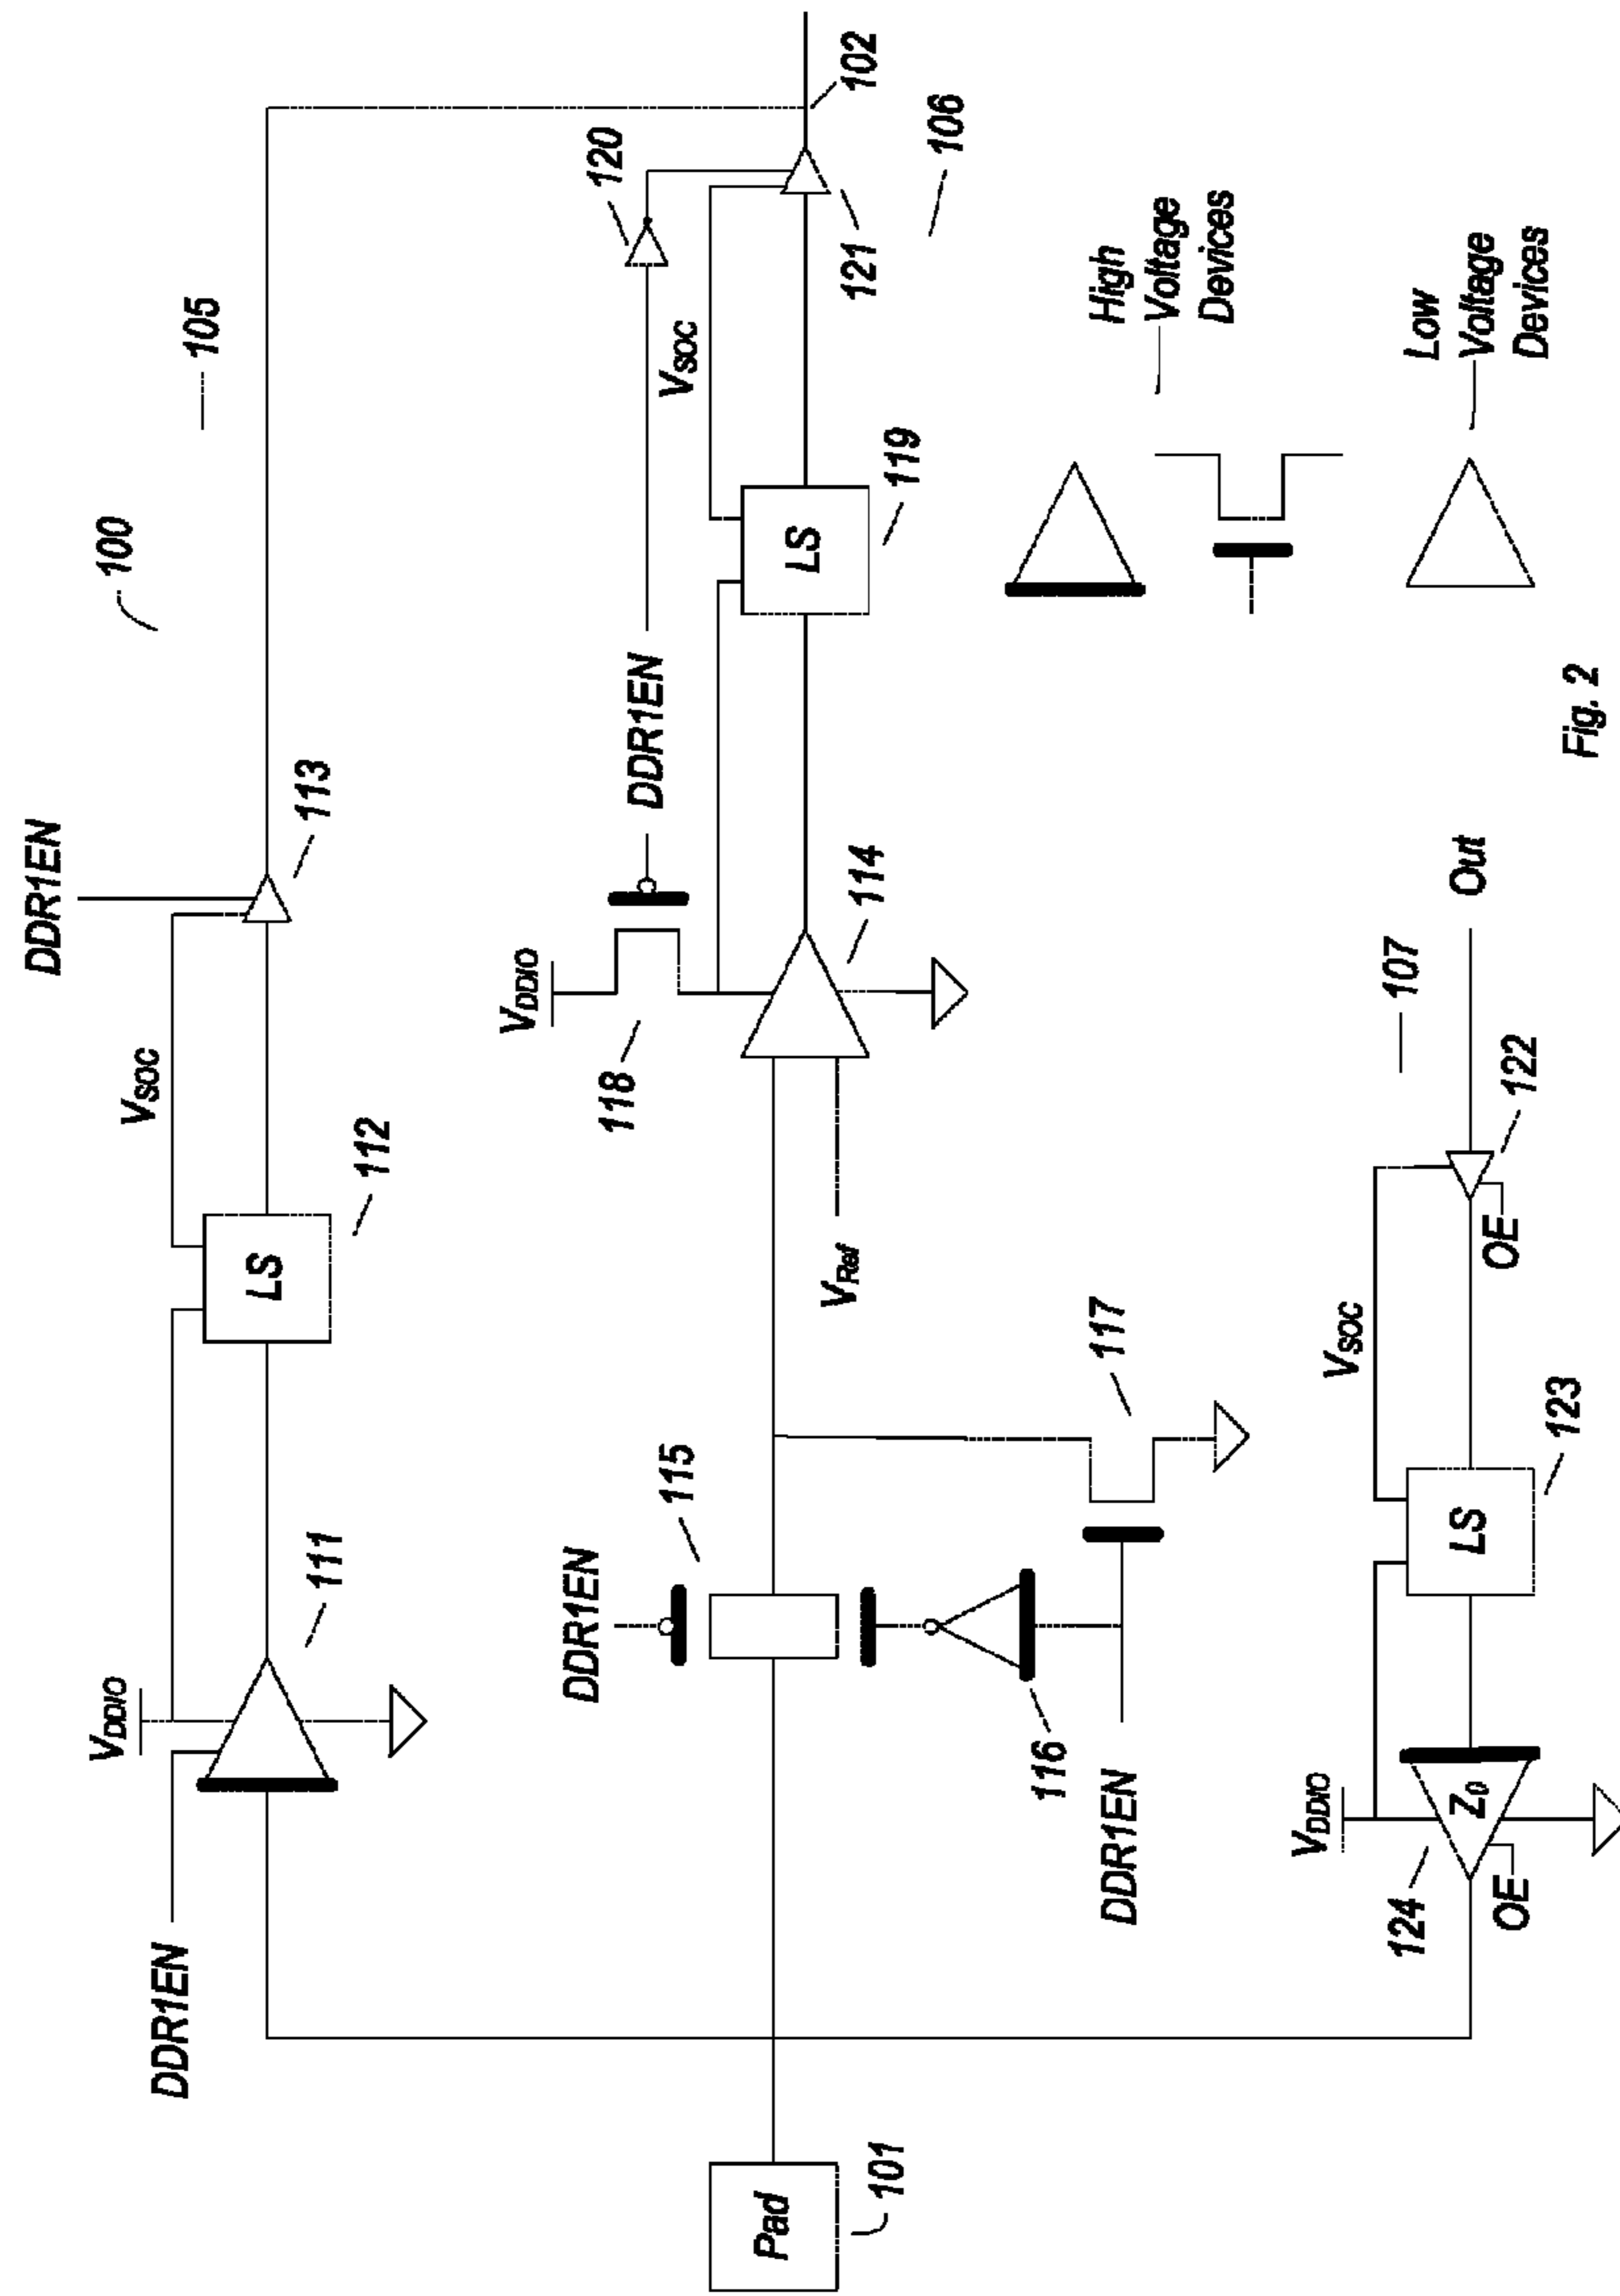 100
105
DDR1EN
VDDIO
111
LS
112
VSOC
DDR1EN
113
DDR1EN
115
116
DDR1EN
117
VRef
VDDIO
118
114
DDR1EN
LS
119
VSOC
120
121
102
106
Pad
101
VDDIO
Z0
124
OE
LS
123
VSOC
OE
122
107
Out
High
Voltage
Devices
Low
Voltage
Devices
Fig. 2